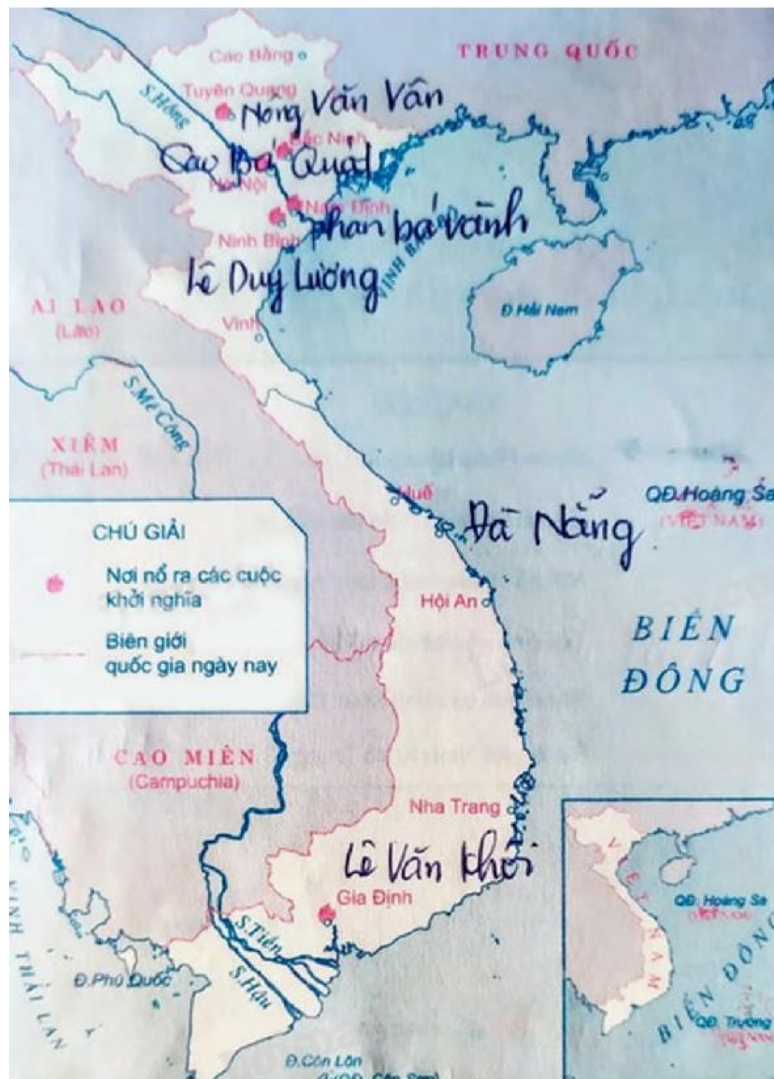 Cao Bằng
TRUNG QUỐC
Tuyên Quang
S.Hồng
Nông Văn Vân
Bắc Ninh
Cao Bá Quát
Hà Nội
Nam Định
Phan bá vành
Ninh Bình
Lê Duy Lương
VỊNH BẮC
AI LAO
(Lào)
Vinh
Đ.Hải Nam
S.Mê Công
XIÊM
(Thái Lan)
Huế
Đà Nẵng
QĐ.Hoàng Sa
(VIỆT NAM)
CHÚ GIẢI
Nơi nổ ra các cuộc
khởi nghĩa
Biên giới
quốc gia ngày nay
Hội An
BIỂN
ĐÔNG
CAO MIÊN
(Campuchia)
Nha Trang
Lê Văn Khôi
Gia Định
S.Tiền
S.Hậu
VỊNH THÁI LAN
Đ.Phú Quốc
Đ.Côn Lôn
VIỆT NAM
QĐ. Hoàng Sa
BIỂN ĐÔNG
QĐ. Trường